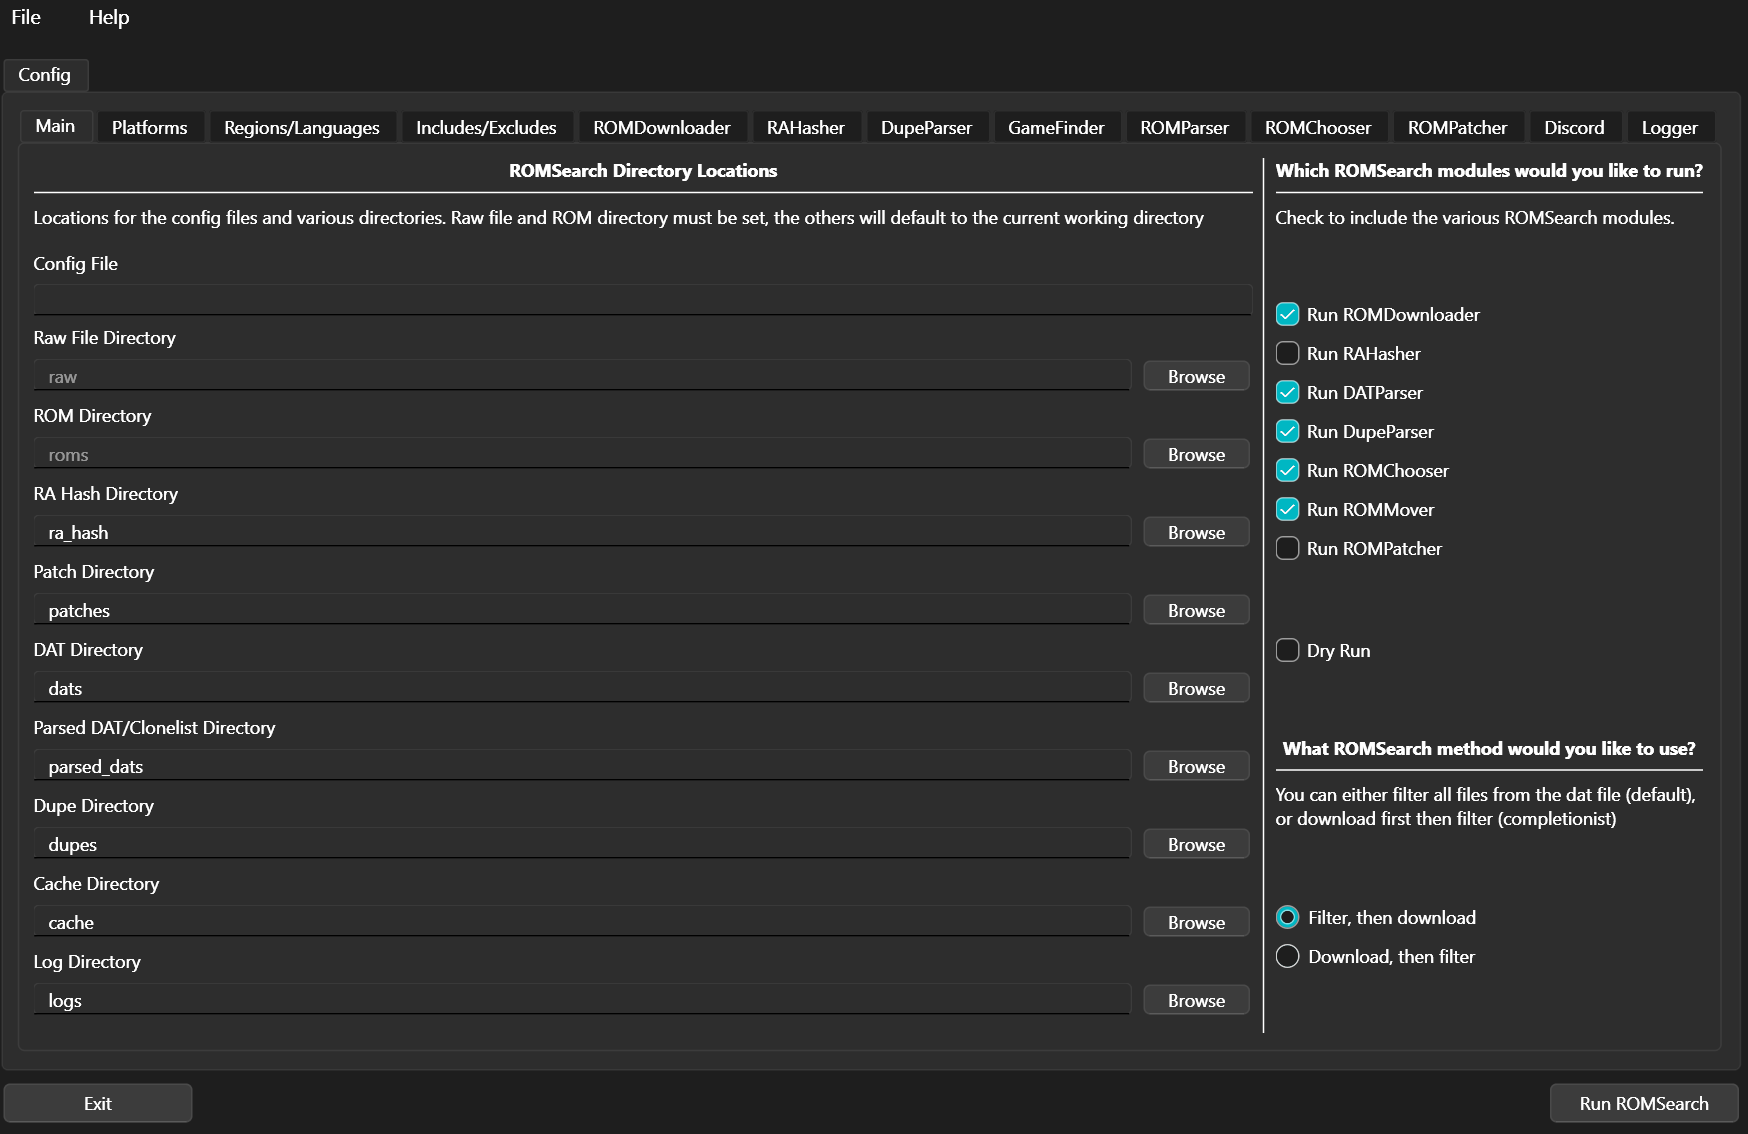 File Help
Config
Main Platforms Regions/Languages Includes/Excludes ROMDownloader RAHasher DupeParser GameFinder ROMParser ROMChooser ROMPatcher Discord Logger
ROMSearch Directory Locations
Locations for the config files and various directories. Raw file and ROM directory must be set, the others will default to the current working directory
Config File
Raw File Directory
raw Browse
ROM Directory
roms Browse
RA Hash Directory
ra_hash Browse
Patch Directory
patches Browse
DAT Directory
dats Browse
Parsed DAT/Clonelist Directory
parsed_dats Browse
Dupe Directory
dupes Browse
Cache Directory
cache Browse
Log Directory
logs Browse
Which ROMSearch modules would you like to run?
Check to include the various ROMSearch modules.
Run ROMDownloader
Run RAHasher
Run DATParser
Run DupeParser
Run ROMChooser
Run ROMMover
Run ROMPatcher
Dry Run
What ROMSearch method would you like to use?
You can either filter all files from the dat file (default),
or download first then filter (completionist)
Filter, then download
Download, then filter
Exit Run ROMSearch